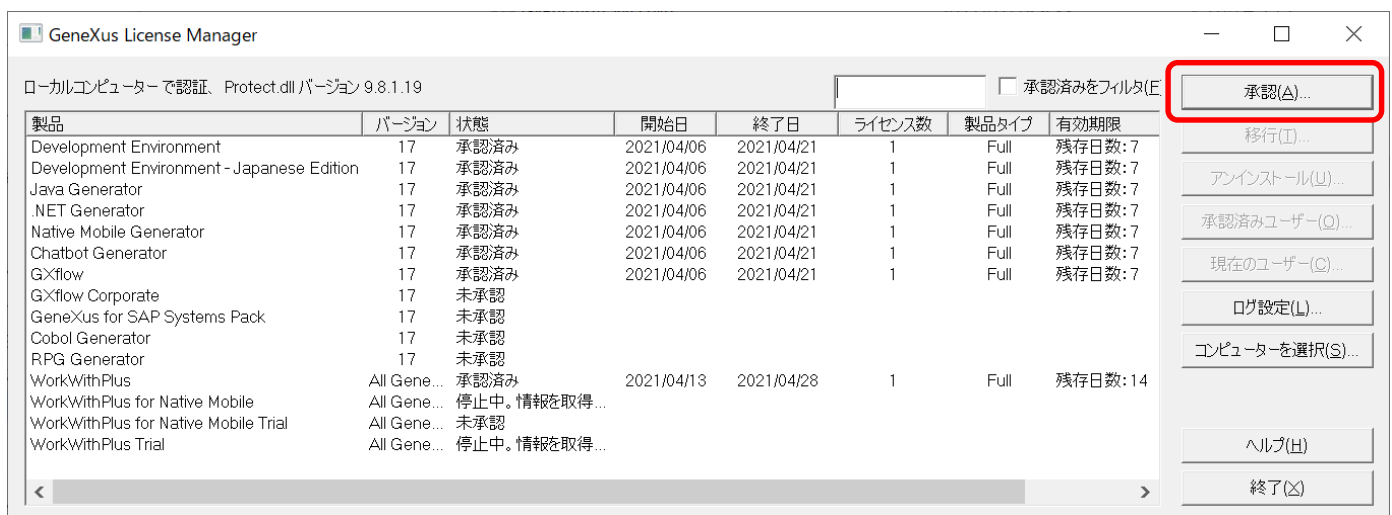 GeneXus License Manager
ローカルコンピューターで認証、 Protect.dll バージョン 9.8.1.19
承認済みをフィルタ(F
承認(A)...
製品 バージョン 状態 開始日 終了日 ライセンス数 製品タイプ 有効期限
移行(T)...
Development Environment 17 承認済み 2021/04/06 2021/04/21 1 Full 残存日数:7
Development Environment - Japanese Edition 17 承認済み 2021/04/06 2021/04/21 1 Full 残存日数:7
アンインストール(U)...
Java Generator 17 承認済み 2021/04/06 2021/04/21 1 Full 残存日数:7
.NET Generator 17 承認済み 2021/04/06 2021/04/21 1 Full 残存日数:7
承認済みユーザー(O)...
Native Mobile Generator 17 承認済み 2021/04/06 2021/04/21 1 Full 残存日数:7
Chatbot Generator 17 承認済み 2021/04/06 2021/04/21 1 Full 残存日数:7
現在のユーザー(C)...
GXflow 17 承認済み 2021/04/06 2021/04/21 1 Full 残存日数:7
GXflow Corporate 17 未承認
ログ設定(L)...
GeneXus for SAP Systems Pack 17 未承認
Cobol Generator 17 未承認
コンピューターを選択(S)...
RPG Generator 17 未承認
WorkWithPlus All Gene... 承認済み 2021/04/13 2021/04/28 1 Full 残存日数:14
WorkWithPlus for Native Mobile All Gene... 停止中。情報を取得...
WorkWithPlus for Native Mobile Trial All Gene... 未承認
WorkWithPlus Trial All Gene... 停止中。情報を取得...
ヘルプ(H)
終了(X)